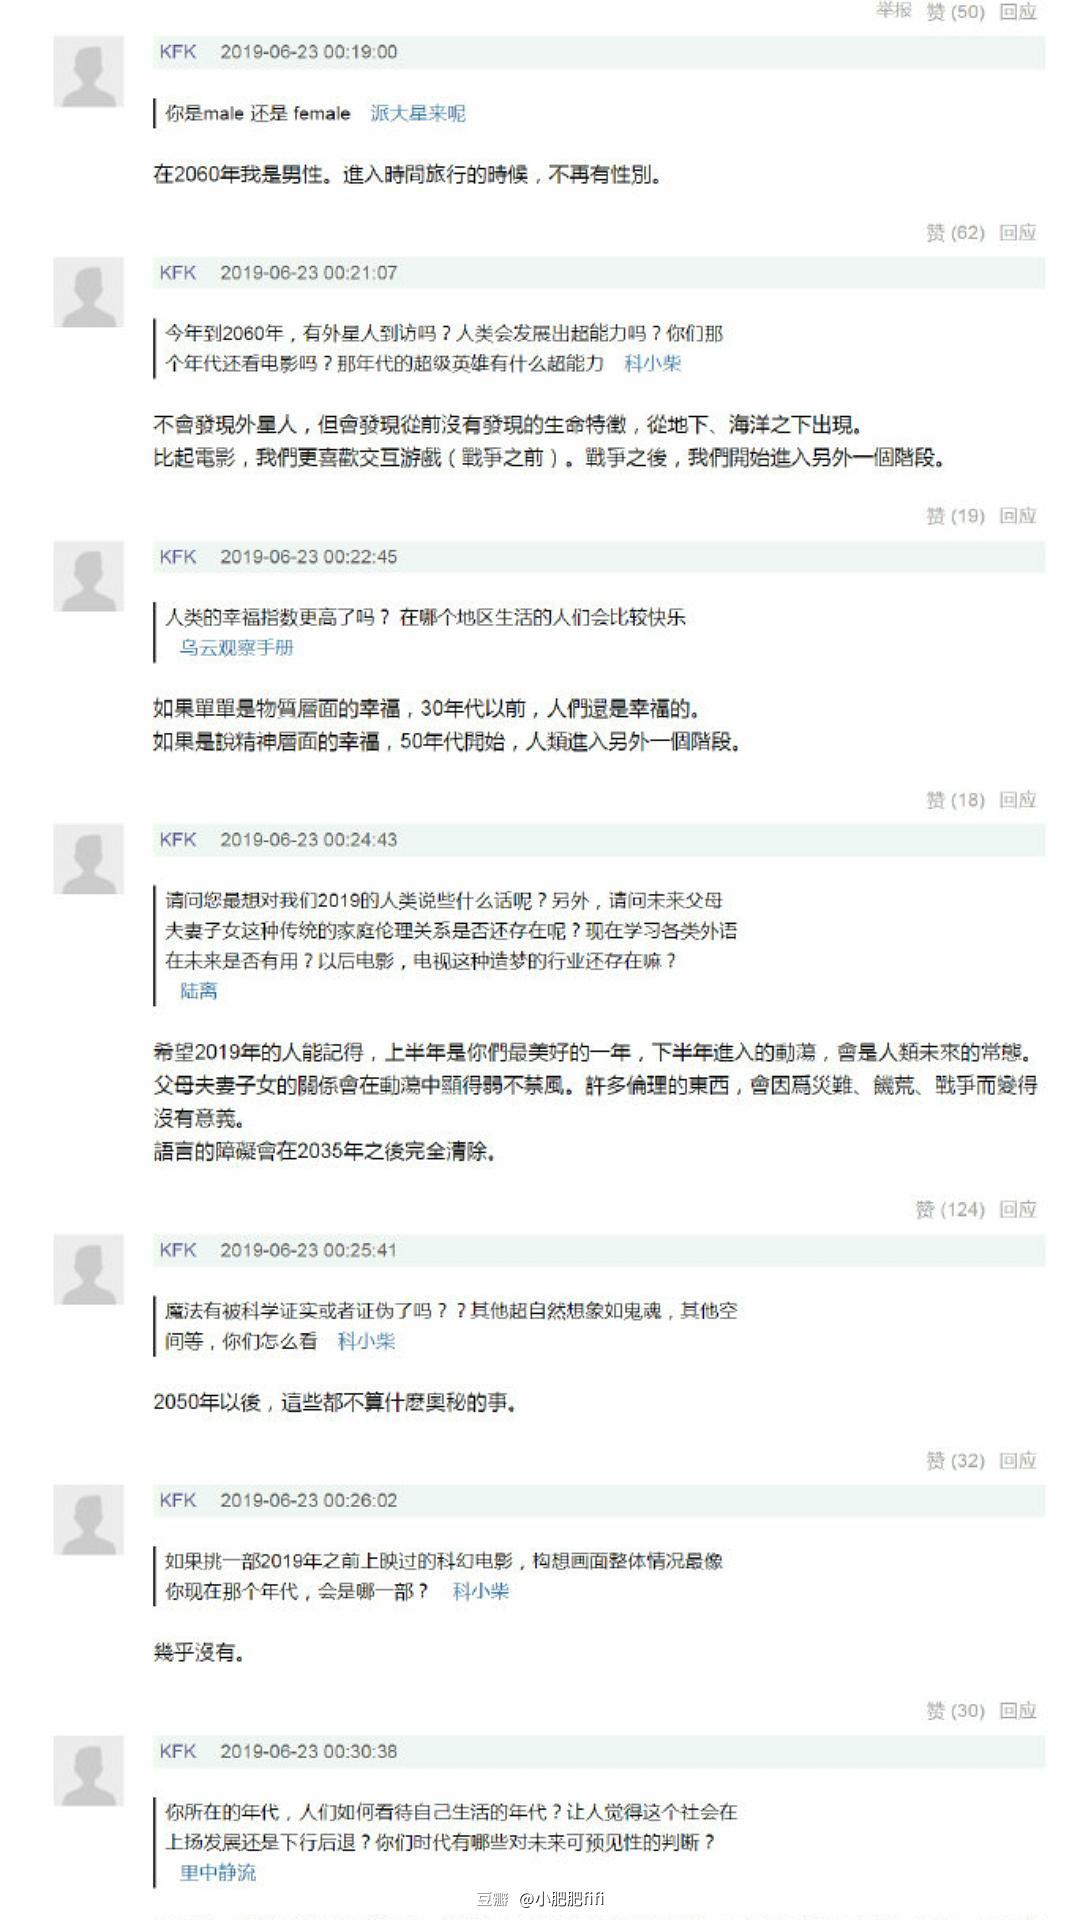 举报 赞 (50) 回应
KFK 2019-06-23 00:19:00
你是male 还是 female 派大星来呢
在2060年我是男性。進入時間旅行的時候，不再有性別。
赞 (62) 回应
KFK 2019-06-23 00:21:07
今年到2060年，有外星人到访吗？人类会发展出超能力吗？你们那
个年代还看电影吗？那年代的超级英雄有什么超能力 科小柴
不會發現外星人，但會發現從前沒有發現的生命特徵，從地下、海洋之下出現。
比起電影，我們更喜歡交互游戲（戰爭之前）。戰爭之後，我們開始進入另外一個階段。
赞 (19) 回应
KFK 2019-06-23 00:22:45
人类的幸福指数更高了吗？ 在哪个地区生活的人们会比较快乐
乌云观察手册
如果單單是物質層面的幸福，30年代以前，人們還是幸福的。
如果是說精神層面的幸福，50年代開始，人類進入另外一個階段。
赞 (18) 回应
KFK 2019-06-23 00:24:43
请问您最想对我们2019的人类说些什么话呢？另外，请问未来父母
夫妻子女这种传统的家庭伦理关系是否还存在呢？现在学习各类外语
在未来是否有用？以后电影，电视这种造梦的行业还存在嘛？
陆离
希望2019年的人能記得，上半年是你們最美好的一年，下半年進入的動蕩，會是人類未來的常態。
父母夫妻子女的關係會在動蕩中顯得弱不禁風。許多倫理的東西，會因爲災難、饑荒、戰爭而變得
沒有意義。
語言的障礙會在2035年之後完全清除。
赞 (124) 回应
KFK 2019-06-23 00:25:41
魔法有被科学证实或者证伪了吗？？其他超自然想象如鬼魂，其他空
间等，你们怎么看 科小柴
2050年以後，這些都不算什麽奧秘的事。
赞 (32) 回应
KFK 2019-06-23 00:26:02
如果挑一部2019年之前上映过的科幻电影，构想画面整体情况最像
你现在那个年代，会是哪一部？ 科小柴
幾乎沒有。
赞 (30) 回应
KFK 2019-06-23 00:30:38
你所在的年代，人们如何看待自己生活的年代？让人觉得这个社会在
上扬发展还是下行后退？你们时代有哪些对未来可预见性的判断？
里中静流
豆瓣 @小肥肥fifi